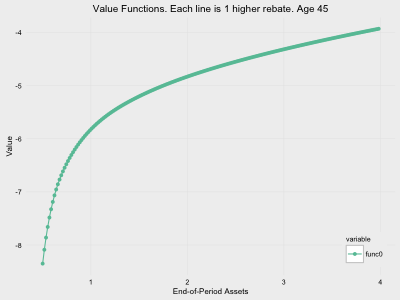 Value Functions. Each line is 1 higher rebate. Age 45
-4
-5
-6
-7
-8
Value
1
2
3
4
End-of-Period Assets
variable
func0